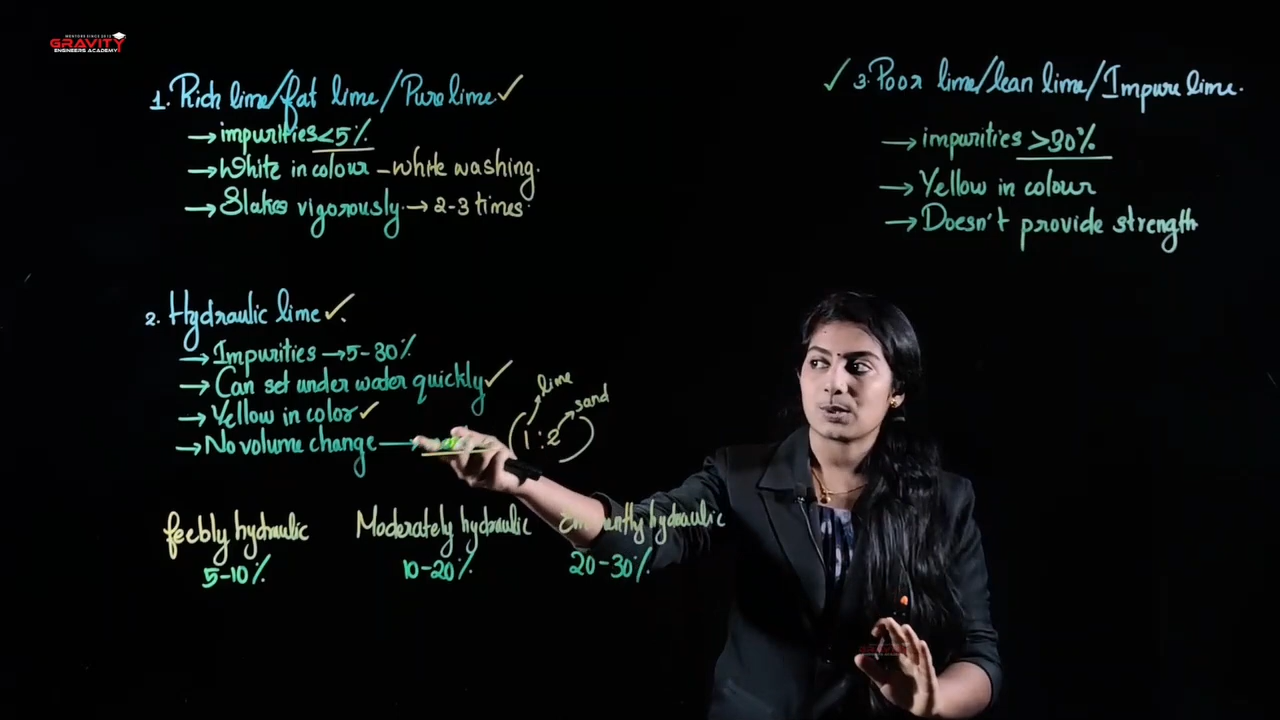 MENTORS SINCE 2012
GRAVITY
ENGINEERS ACADEMY
1. Rich lime/fat lime/Pure lime ✓
→ impurities <5%
→ White in colour – white washing.
→ Slakes vigorously. → 2-3 times.
2. Hydraulic lime ✓.
→ Impurities → 5-30%
→ Can set under water quickly ✓
→ Yellow in color ✓
→ No volume change →
(1:2)
lime
sand
feebly hydraulic
5-10%
Moderately hydraulic
10-20%
hydraulic
20-30%
✓ 3. Poor lime/lean lime/Impure lime.
→ impurities >30%
→ Yellow in colour
→ Doesn't provide strength